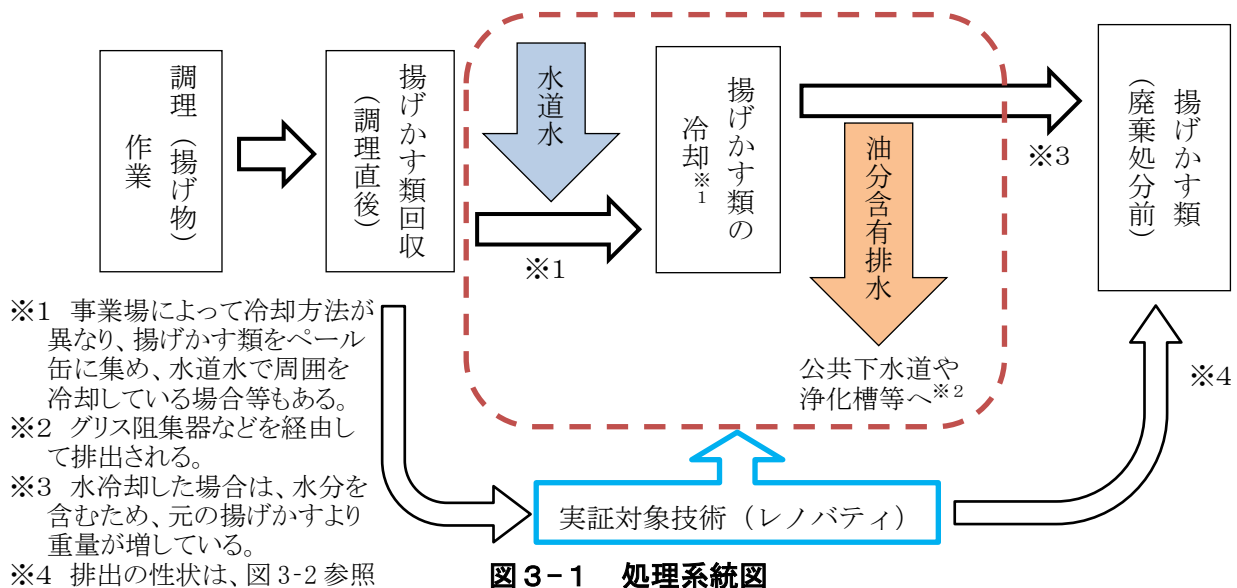 調理（揚げ物）
作業
揚げかす類回収
（調理直後）
水道水
※1
揚げかす類の
冷却※1
油分含有排水
公共下水道や
浄化槽等へ※2
※3
揚げかす類
（廃棄処分前）
※4
実証対象技術（レノバティ）
※1 事業場によって冷却方法が
異なり、揚げかす類をペール
缶に集め、水道水で周囲を
冷却している場合等もある。
※2 グリス阻集器などを経由し
て排出される。
※3 水冷却した場合は、水分を
含むため、元の揚げかすより
重量が増している。
※4 排出の性状は、図3-2参照
図3-1 処理系統図